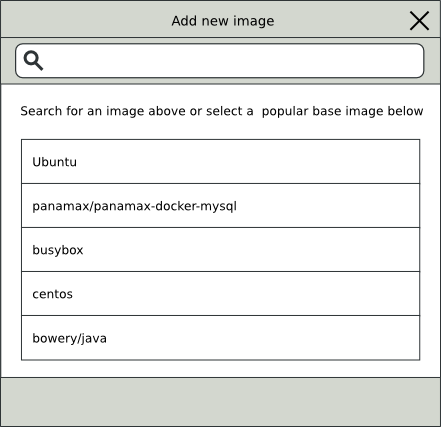 Add new image
Search for an image above or select a  popular base image below
Ubuntu
panamax/panamax-docker-mysql
busybox
centos
bowery/java